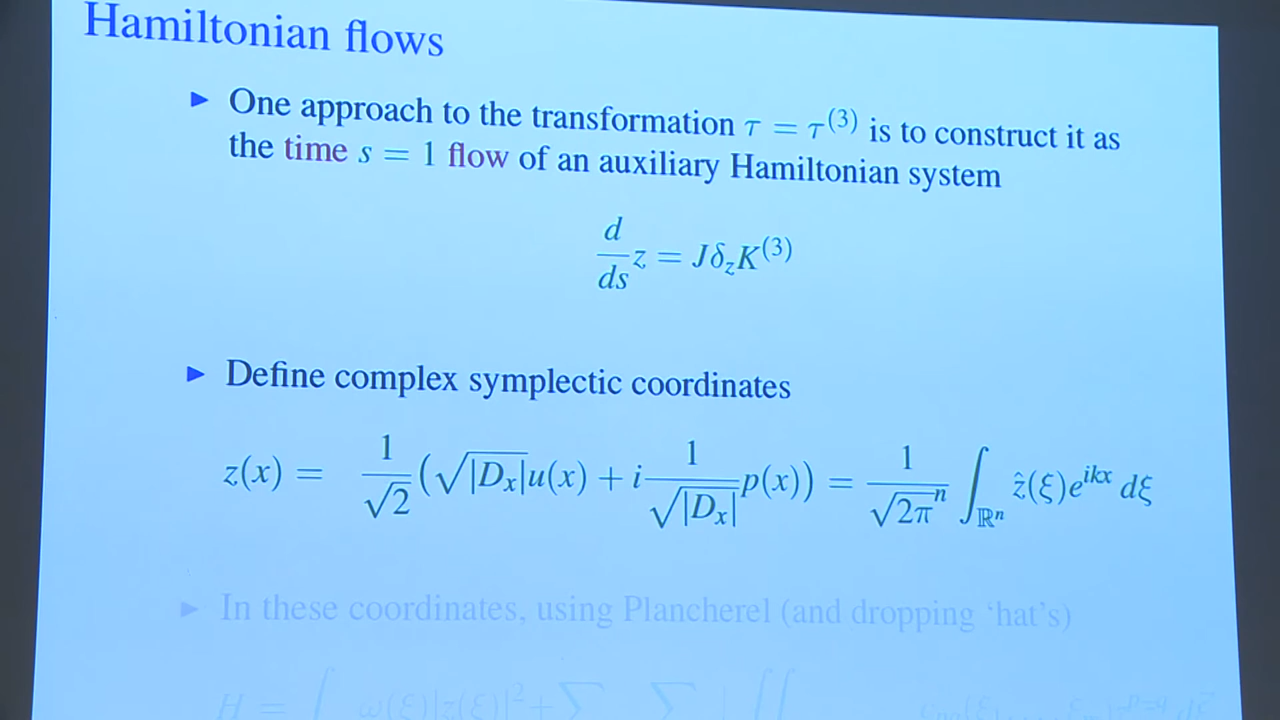 Hamiltonian flows
▶ One approach to the transformation τ = τ^(3) is to construct it as
the time s = 1 flow of an auxiliary Hamiltonian system
d/ds z = Jδ_z K^(3)
▶ Define complex symplectic coordinates
z(x) = 1/√2 (√|D_x| u(x) + i 1/√|D_x| p(x)) = 1/√2π^n ∫_ℝ^n ẑ(ξ)e^{ikx} dξ
▶ In these coordinates, using Plancherel (and dropping ‘hat’s)
H = ∫ ω(ξ)|z(ξ)|² + ∑ ∑ ∫∫